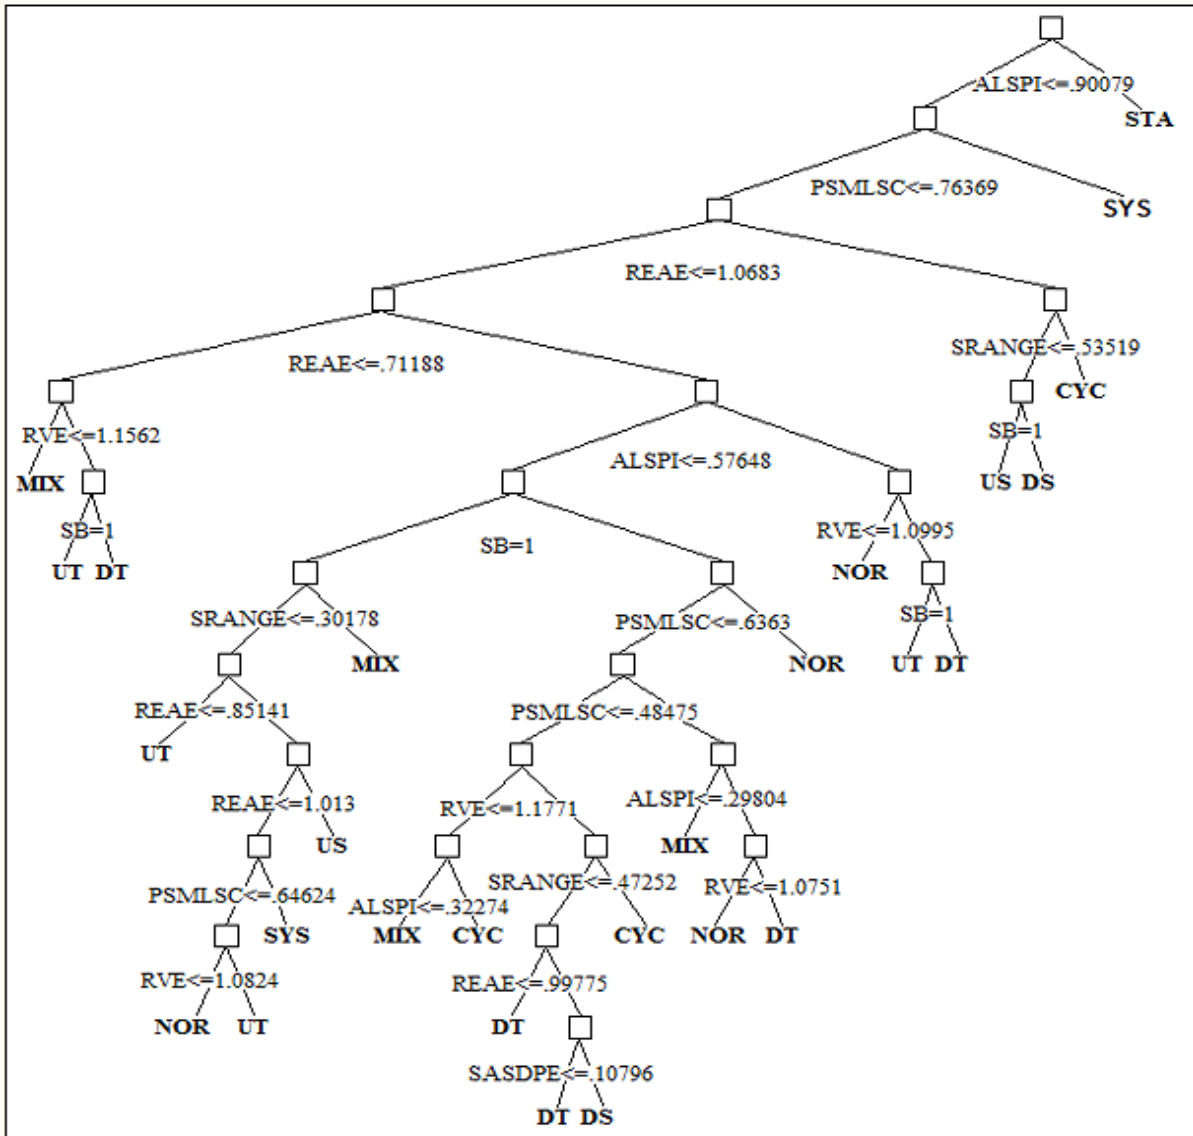 ALSPI<=.90079
STA
PSMLSC<=.76369
SYS
REAE<=1.0683
SRANGE<=.53519
REAE<=.71188
CYC
RVE<=1.1562
SB=1
ALSPI<=.57648
MIX
US DS
SB=1
RVE<=1.0995
SB=1
UT DT
NOR
SRANGE<=.30178
PSMLSC<=.6363
SB=1
MIX
NOR
UT DT
REAE<=.85141
PSMLSC<=.48475
UT
REAE<=1.013
RVE<=1.1771
ALSPI<=.29804
US
MIX
PSMLSC<=.64624
ALSPI<=.32274
SRANGE<=.47252
RVE<=1.0751
SYS
MIX CYC
CYC
NOR DT
RVE<=1.0824
REAE<=.99775
NOR UT
DT
SASDPE<=.10796
DT DS